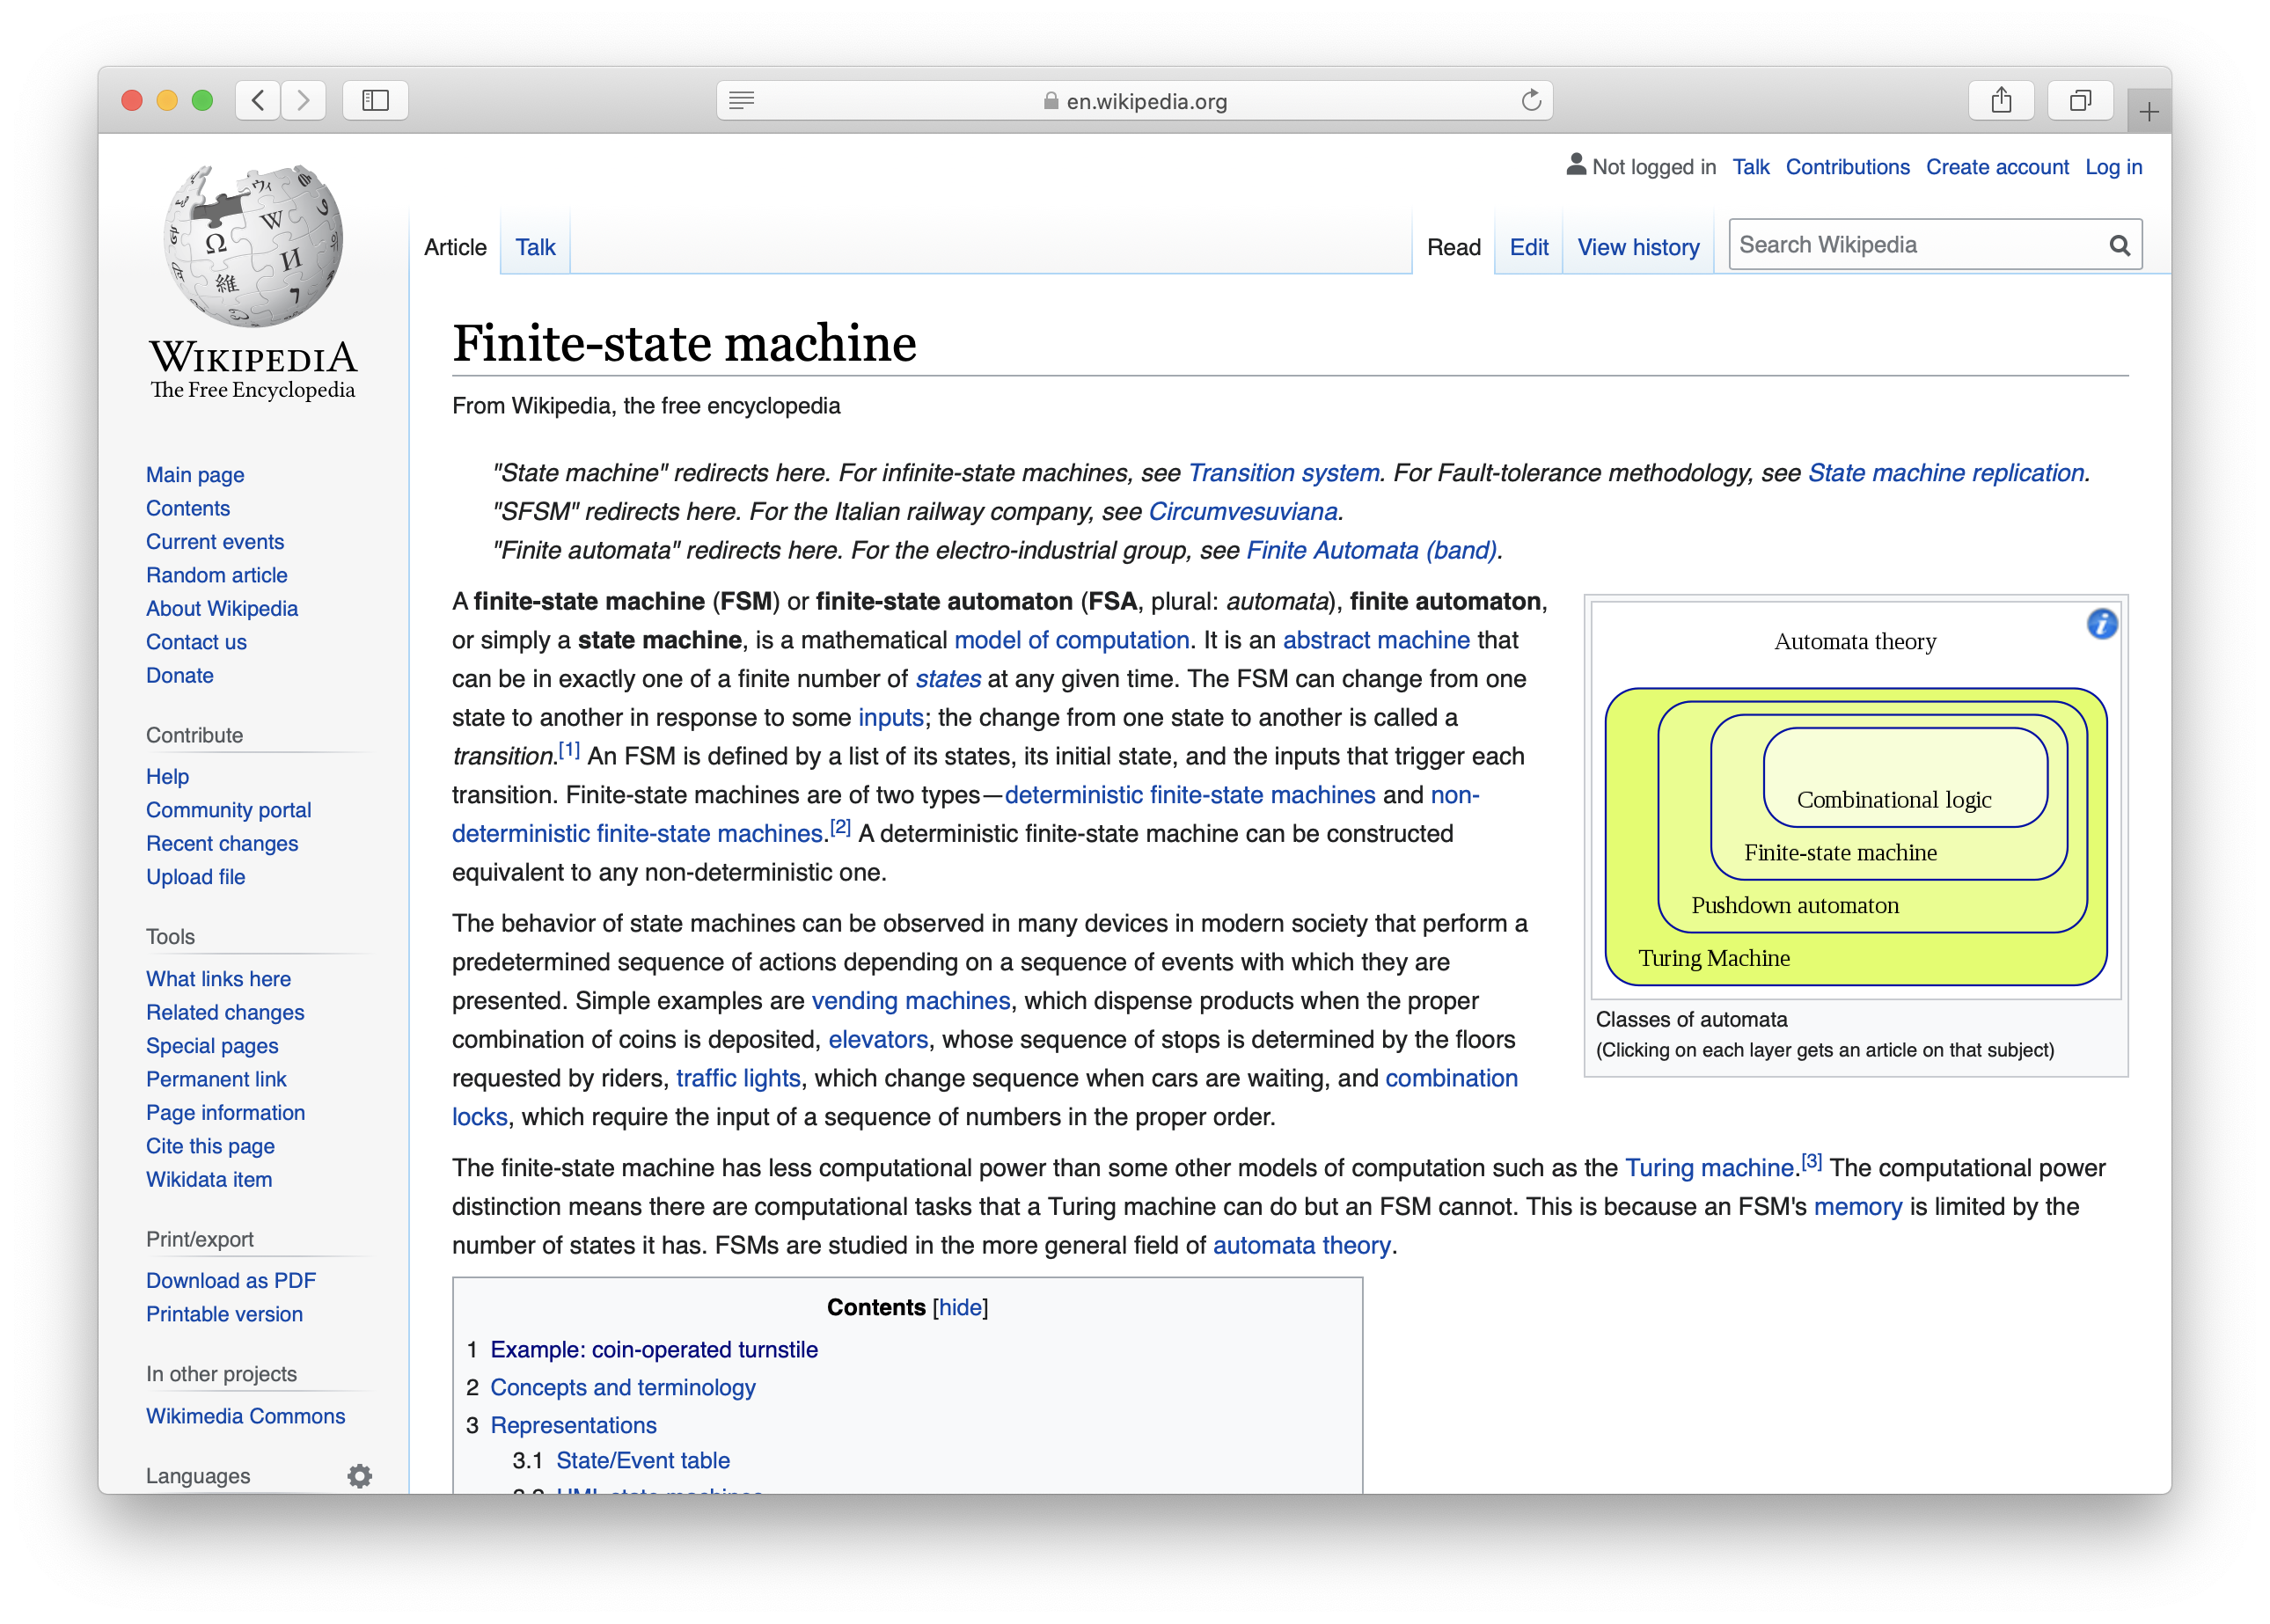 en.wikipedia.org
Not logged in Talk Contributions Create account Log in
Article Talk Read Edit View history Search Wikipedia
Ω W И 維 7
WIKIPEDIA
The Free Encyclopedia
Main page
Contents
Current events
Random article
About Wikipedia
Contact us
Donate
Contribute
Help
Community portal
Recent changes
Upload file
Tools
What links here
Related changes
Special pages
Permanent link
Page information
Cite this page
Wikidata item
Print/export
Download as PDF
Printable version
In other projects
Wikimedia Commons
Languages
Finite-state machine
From Wikipedia, the free encyclopedia
"State machine" redirects here. For infinite-state machines, see Transition system. For Fault-tolerance methodology, see State machine replication.
"SFSM" redirects here. For the Italian railway company, see Circumvesuviana.
"Finite automata" redirects here. For the electro-industrial group, see Finite Automata (band).
A finite-state machine (FSM) or finite-state automaton (FSA, plural: automata), finite automaton,
or simply a state machine, is a mathematical model of computation. It is an abstract machine that
can be in exactly one of a finite number of states at any given time. The FSM can change from one
state to another in response to some inputs; the change from one state to another is called a
transition.[1] An FSM is defined by a list of its states, its initial state, and the inputs that trigger each
transition. Finite-state machines are of two types—deterministic finite-state machines and non-
deterministic finite-state machines.[2] A deterministic finite-state machine can be constructed
equivalent to any non-deterministic one.
The behavior of state machines can be observed in many devices in modern society that perform a
predetermined sequence of actions depending on a sequence of events with which they are
presented. Simple examples are vending machines, which dispense products when the proper
combination of coins is deposited, elevators, whose sequence of stops is determined by the floors
requested by riders, traffic lights, which change sequence when cars are waiting, and combination
locks, which require the input of a sequence of numbers in the proper order.
Automata theory
Combinational logic
Finite-state machine
Pushdown automaton
Turing Machine
Classes of automata
(Clicking on each layer gets an article on that subject)
The finite-state machine has less computational power than some other models of computation such as the Turing machine.[3] The computational power
distinction means there are computational tasks that a Turing machine can do but an FSM cannot. This is because an FSM's memory is limited by the
number of states it has. FSMs are studied in the more general field of automata theory.
Contents [hide]
1 Example: coin-operated turnstile
2 Concepts and terminology
3 Representations
3.1 State/Event table